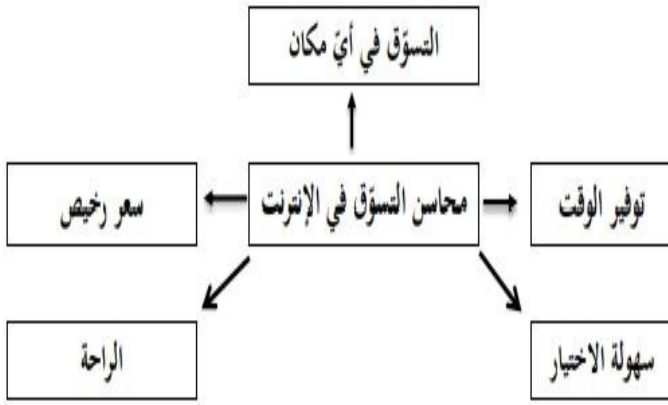 التسوّق في أيّ مكان
توفير الوقت
محاسن التسوّق في الإنترنت
سعر رخيص
سهولة الاختيار
الراحة